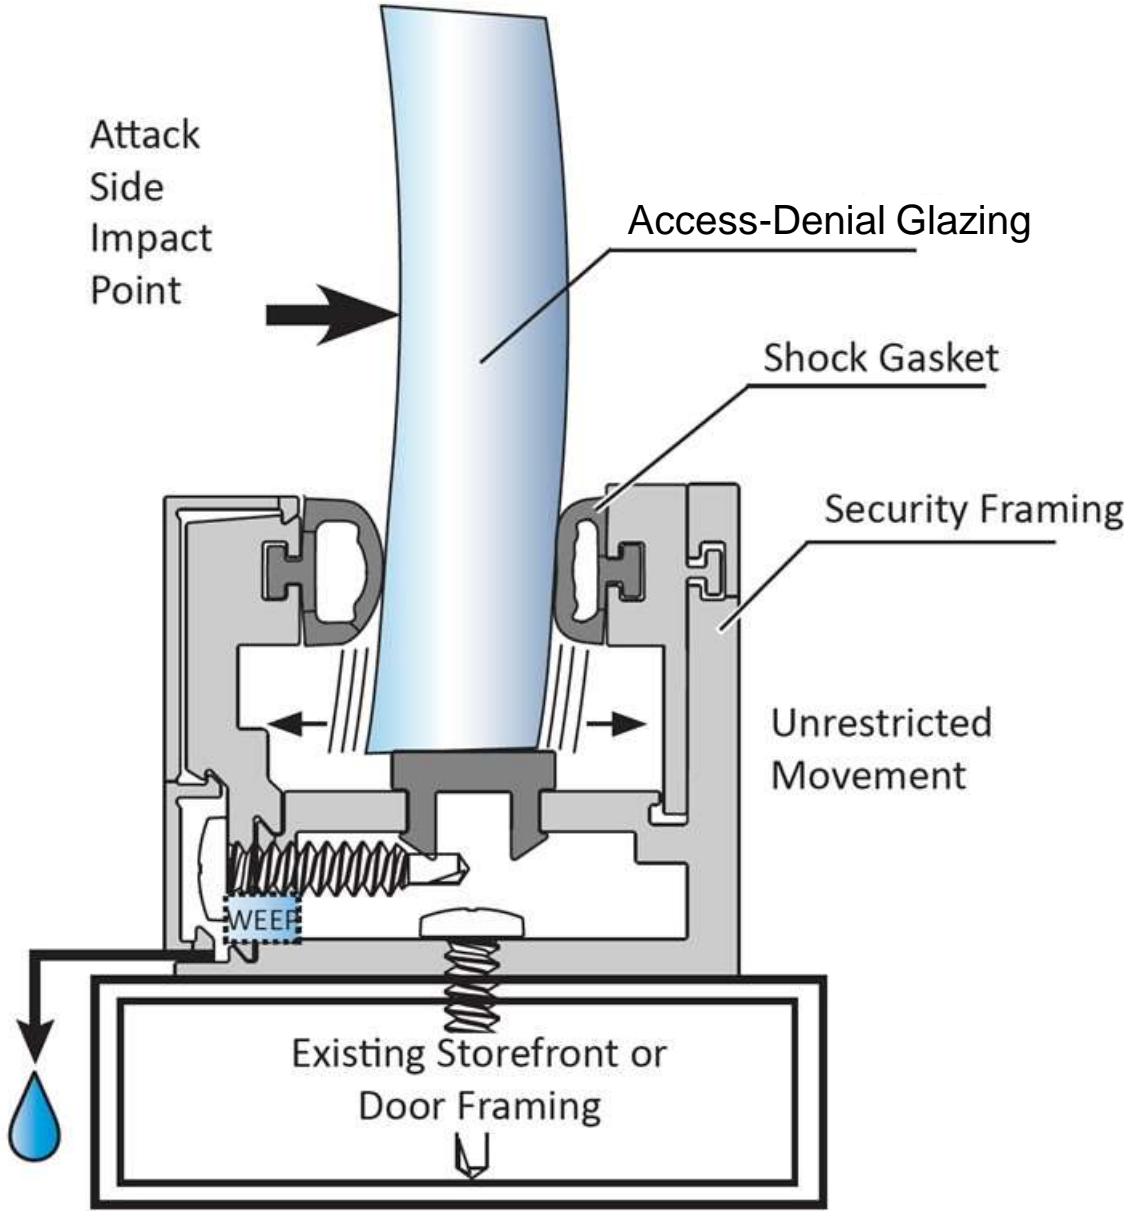 Attack
Side
Impact
Point
Access-Denial Glazing
Shock Gasket
Security Framing
Unrestricted
Movement
WEEP
Existing Storefront or
Door Framing